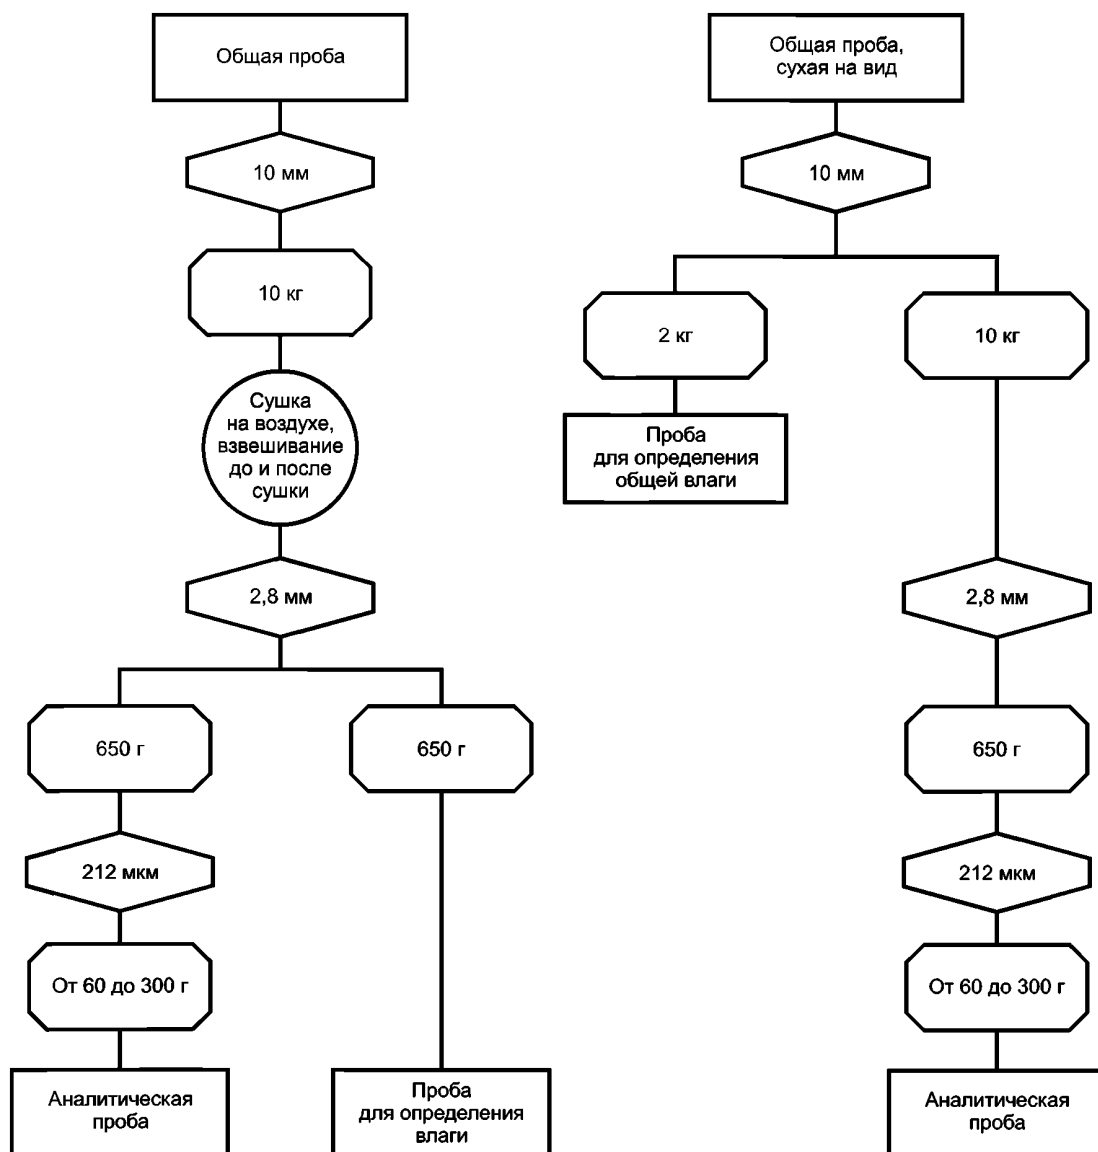 Общая проба
10 мм
10 кг
Сушка
на воздухе,
взвешивание
до и после
сушки
2,8 мм
650 г
650 г
212 мкм
От 60 до 300 г
Аналитическая
проба
Проба
для определения
влаги
Общая проба,
сухая на вид
10 мм
2 кг
10 кг
Проба
для определения
общей влаги
2,8 мм
650 г
212 мкм
От 60 до 300 г
Аналитическая
проба